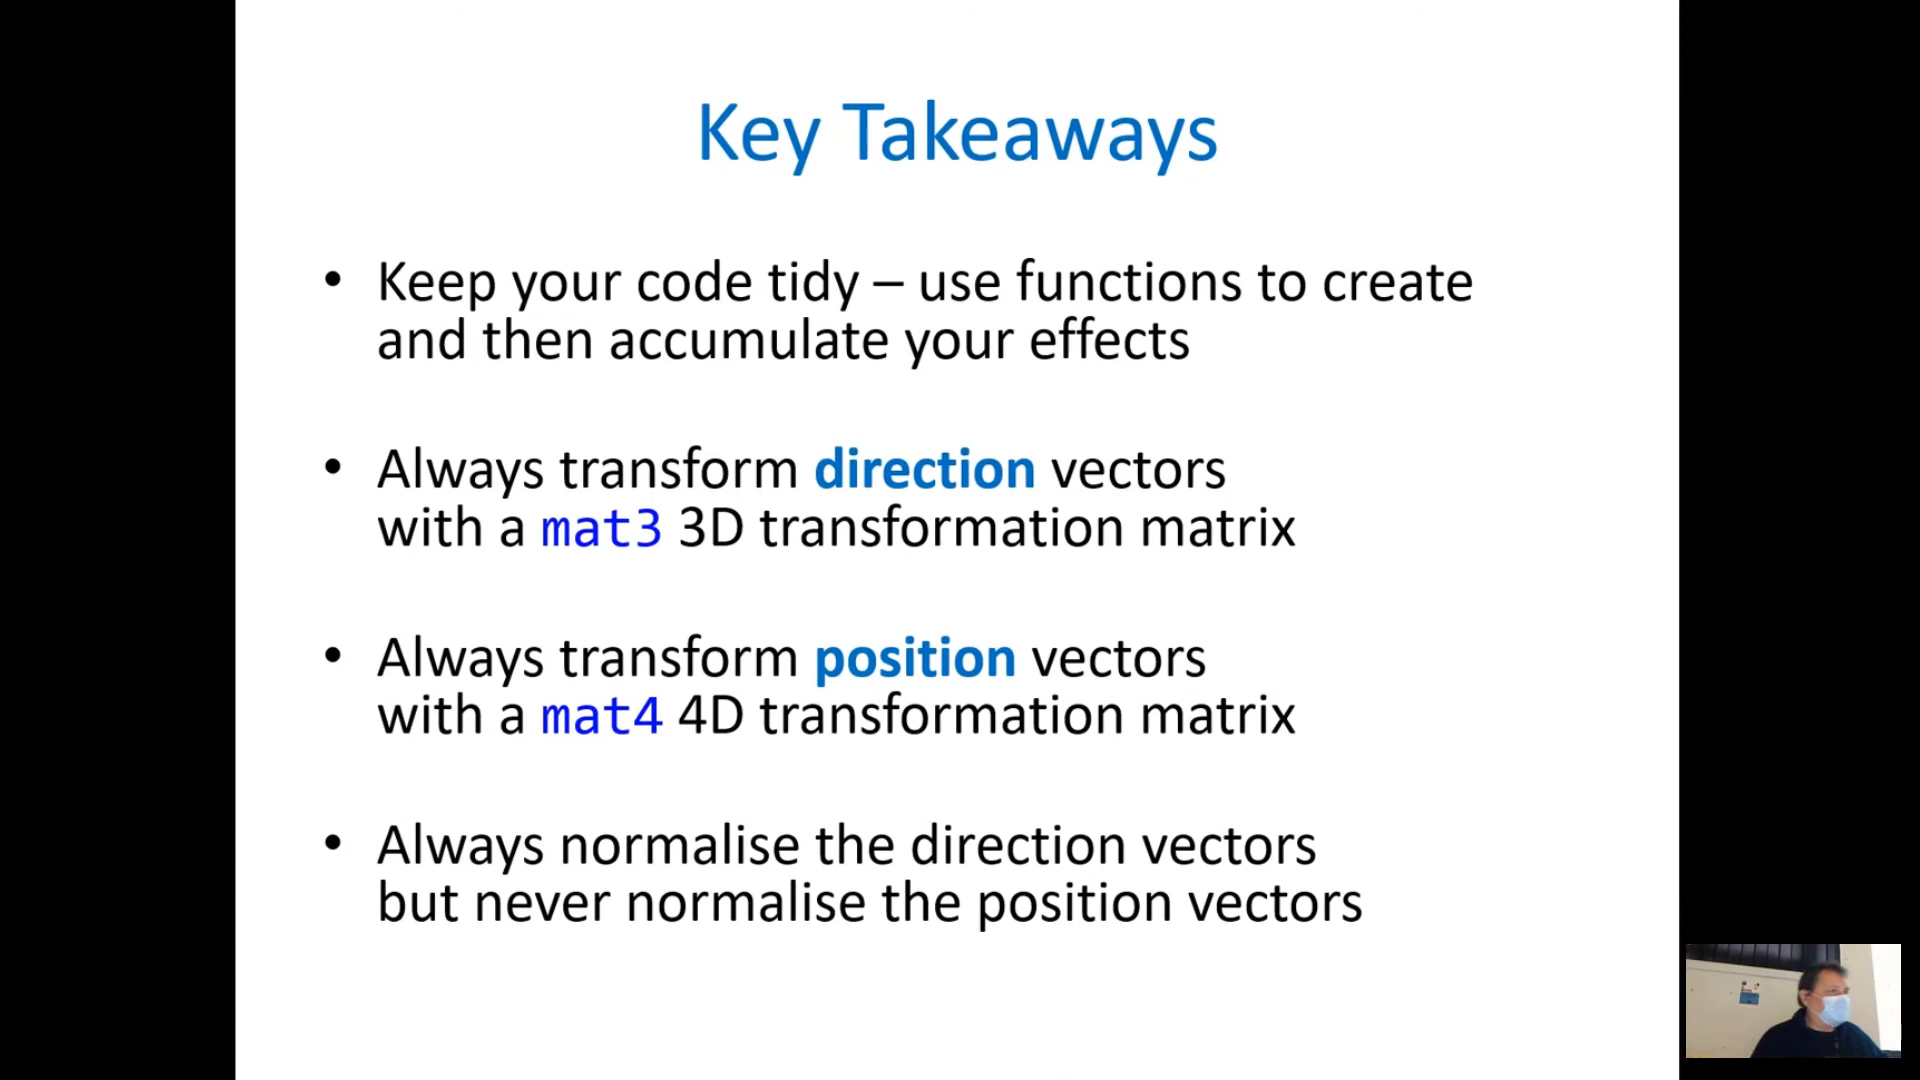 Key Takeaways
• Keep your code tidy – use functions to create
and then accumulate your effects
• Always transform direction vectors
with a mat3 3D transformation matrix
• Always transform position vectors
with a mat4 4D transformation matrix
• Always normalise the direction vectors
but never normalise the position vectors